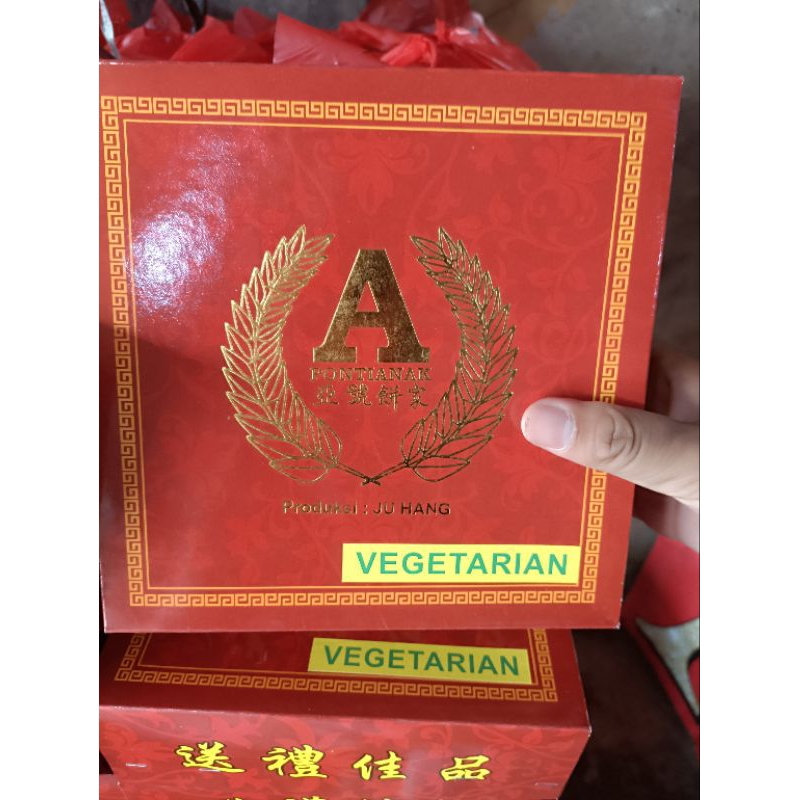 A
PONTIANAK
亞號餅家
Produksi : JU HANG
VEGETARIAN
VEGETARIAN
送禮佳品